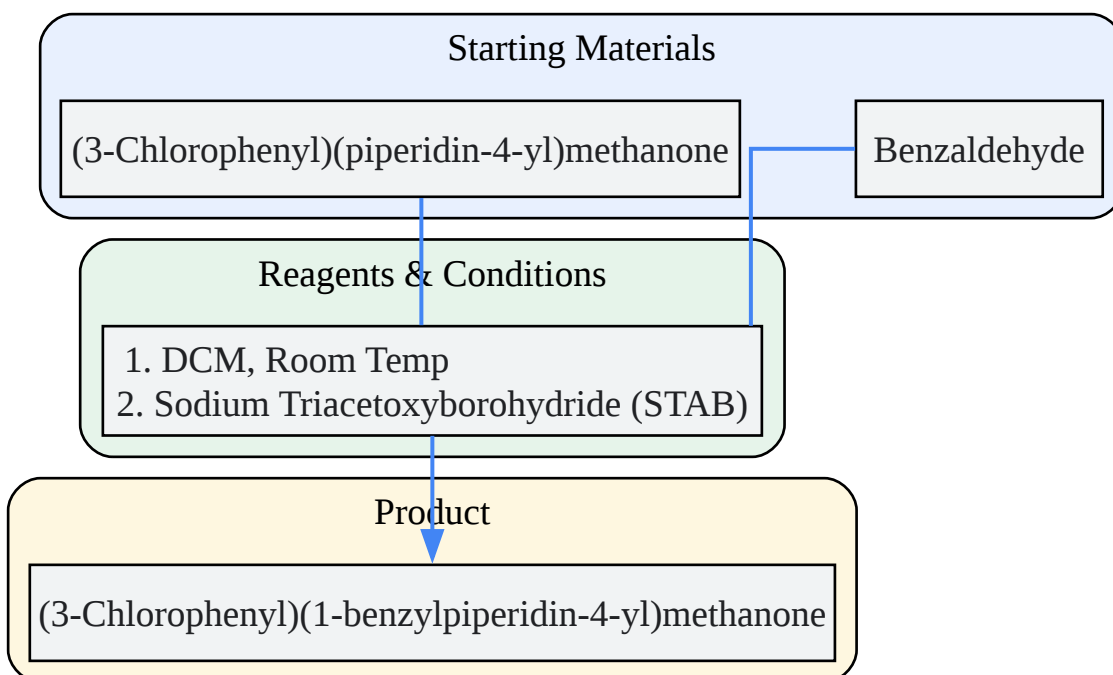 Starting Materials
(3-Chlorophenyl)(piperidin-4-yl)methanone
Benzaldehyde
Reagents & Conditions
1. DCM, Room Temp
2. Sodium Triacetoxyborohydride (STAB)
Product
(3-Chlorophenyl)(1-benzylpiperidin-4-yl)methanone